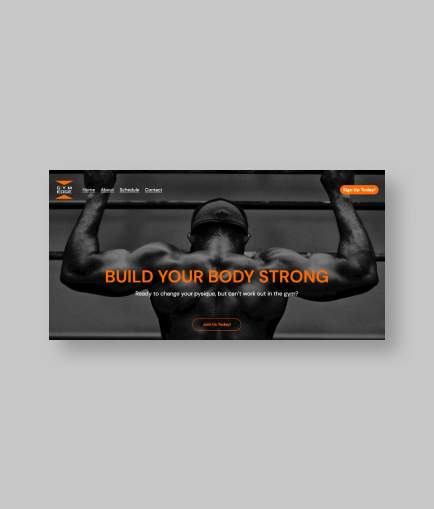 GYM
EDGE
Home About Schedule Contact
Sign Up Today!
BUILD YOUR BODY STRONG
Ready to change your pysique, but can't work out in the gym?
Join Us Today!